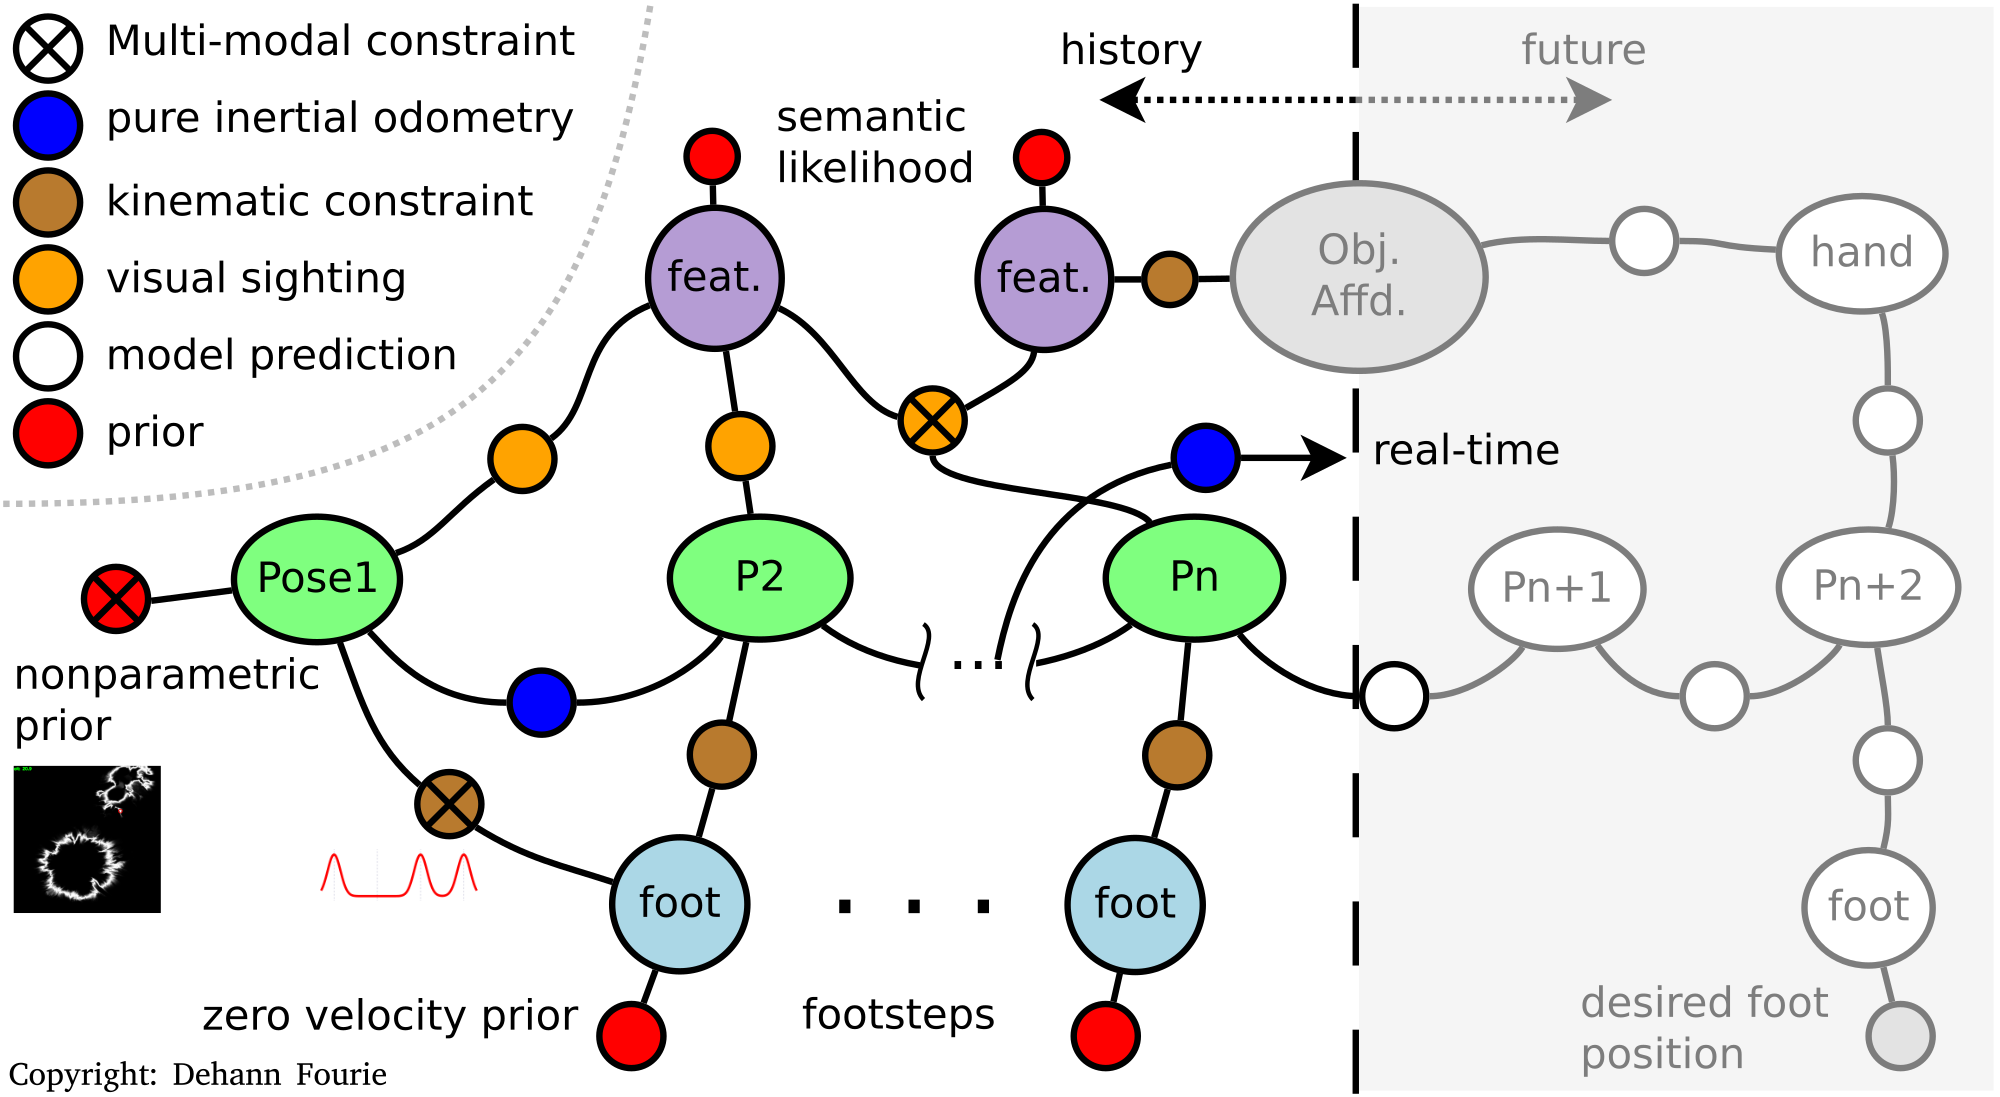 Multi-modal constraint
pure inertial odometry
kinematic constraint
visual sighting
model prediction
prior
history
future
semantic
likelihood
feat.
feat.
Obj.
Affd.
hand
real-time
Pose1
P2
...
Pn
Pn+1
Pn+2
nonparametric
prior
foot
. . .
foot
foot
zero velocity prior
footsteps
desired foot
position
Copyright: Dehann Fourie